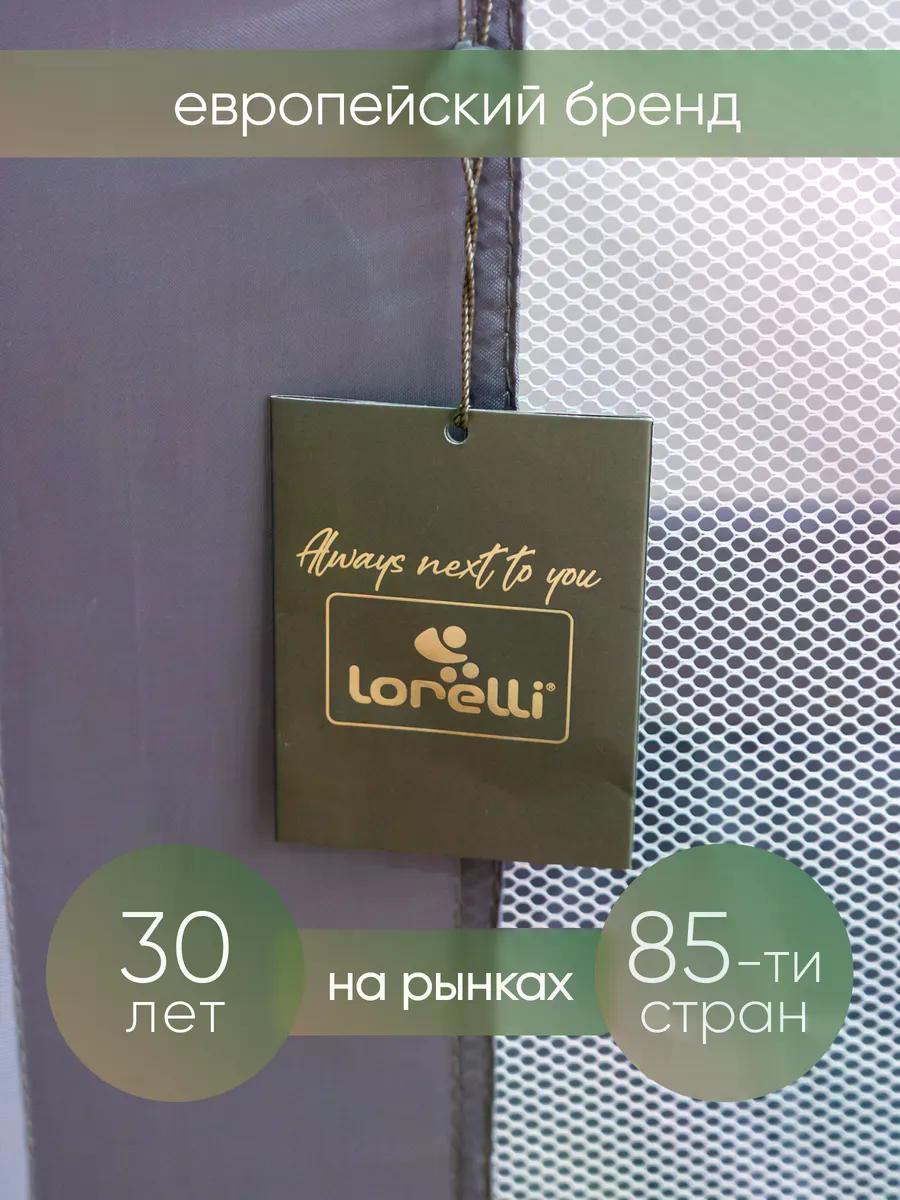 европейский бренд
Always next to you
lorelli®
30
лет
на рынках
85-ти
стран